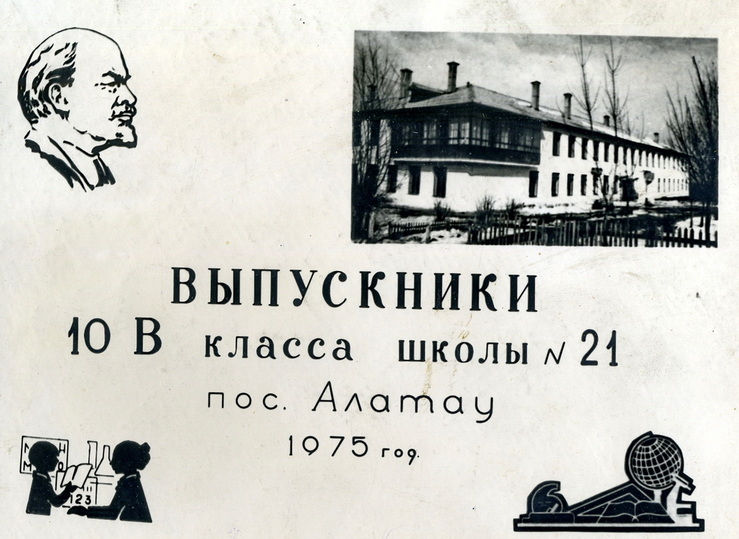 ВЫПУСКНИКИ
10 В класса школы N 21
пос. Алатау
1975 год.
123